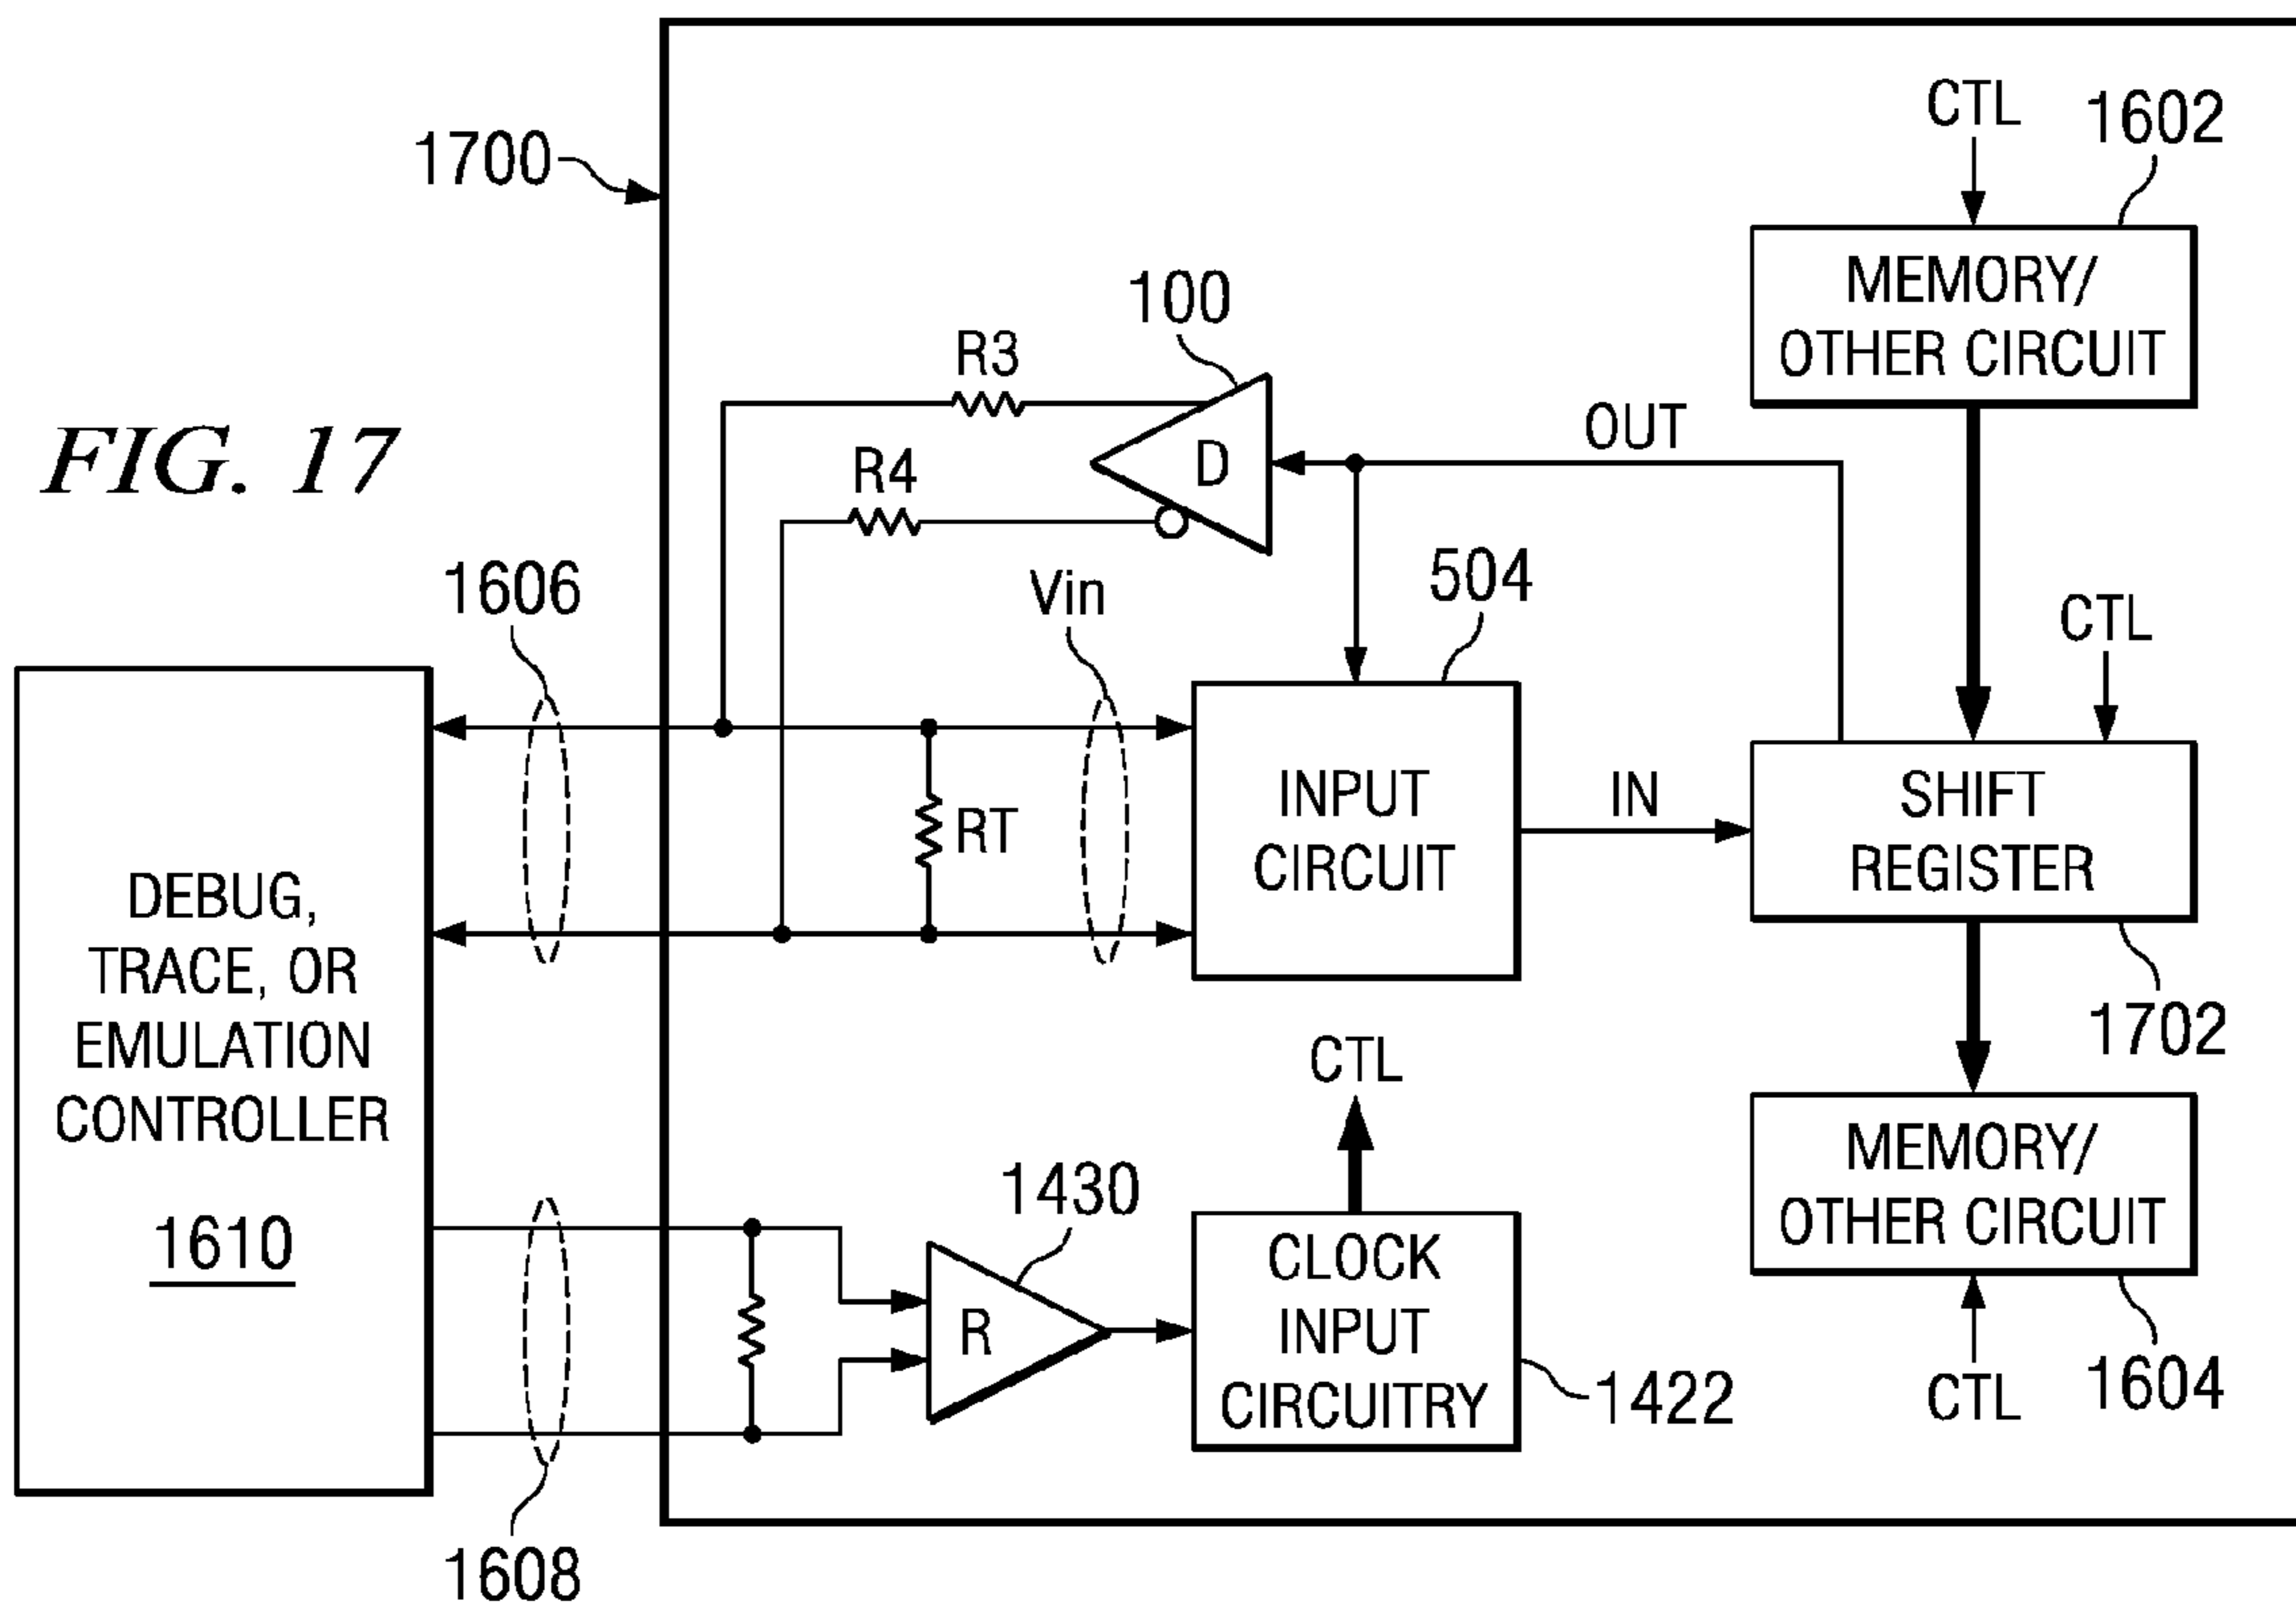 FIG. 17
1700
CTL
1602
MEMORY/
OTHER CIRCUIT
100
R3
D
OUT
R4
1606
Vin
504
CTL
DEBUG,
TRACE, OR
EMULATION
CONTROLLER
1610
RT
INPUT
CIRCUIT
IN
SHIFT
REGISTER
1702
CTL
MEMORY/
OTHER CIRCUIT
1430
R
CLOCK
INPUT
CIRCUITRY
1422
CTL
1604
1608